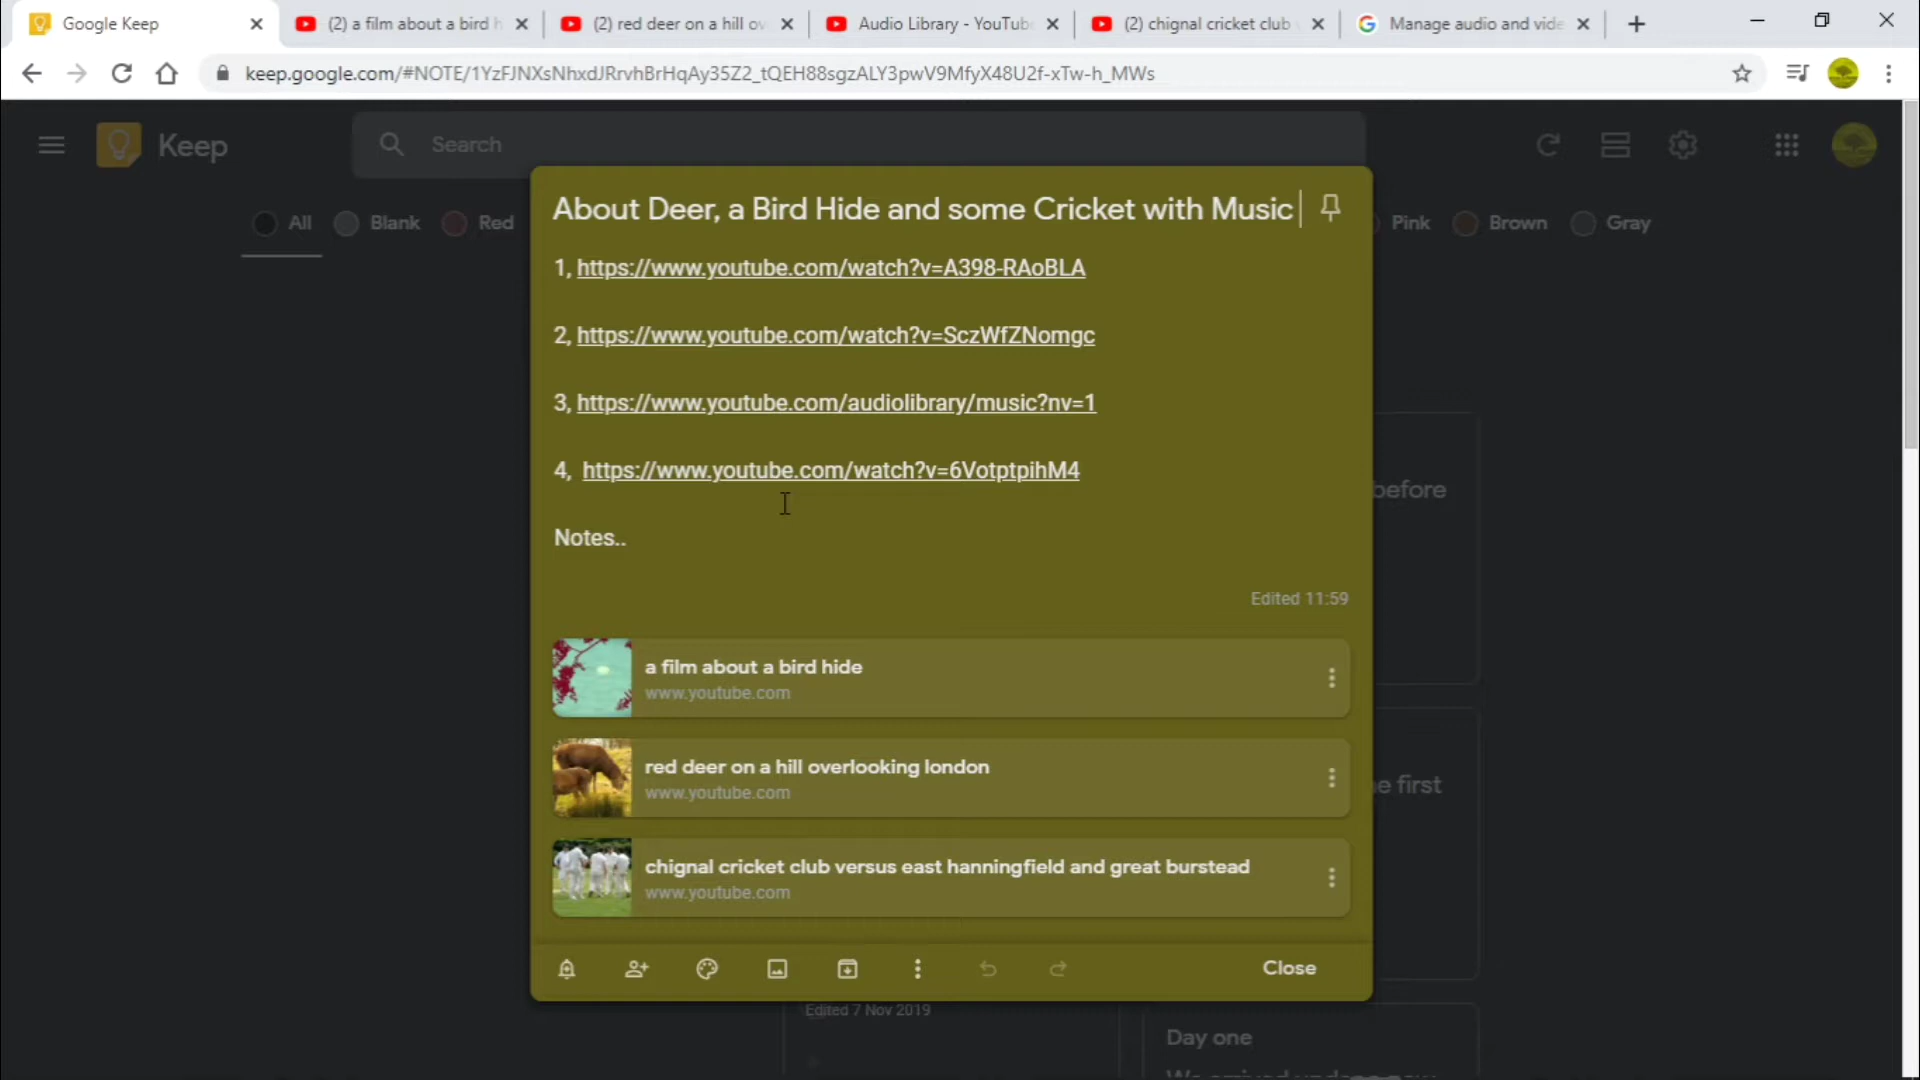 Google Keep
(2) a film about a bird h
(2) red deer on a hill ov
Audio Library - YouTub
(2) chignal cricket club
Manage audio and vide
keep.google.com/#NOTE/1YzFJNXsNhxdJRrvhBrHqAy35Z2_tQEH88sgzALY3pwV9MfyX48U2f-xTw-h_MWs
Keep
Search
All
Blank
Red
Pink
Brown
Gray
About Deer, a Bird Hide and some Cricket with Music
1, https://www.youtube.com/watch?v=A398-RAoBLA
2, https://www.youtube.com/watch?v=SczWfZNomgc
3, https://www.youtube.com/audiolibrary/music?nv=1
4, https://www.youtube.com/watch?v=6VotptpihM4
before
Notes..
Edited 11:59
a film about a bird hide
www.youtube.com
red deer on a hill overlooking london
www.youtube.com
e first
chignal cricket club versus east hanningfield and great burstead
www.youtube.com
Close
Edited 7 Nov 2019
Day one